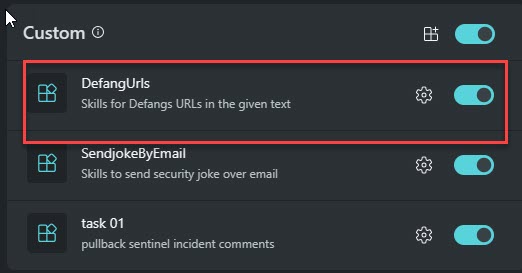 Custom
DefangUrls
Skills for Defangs URLs in the given text
SendjokeByEmail
Skills to send security joke over email
task 01
pullback sentinel incident comments